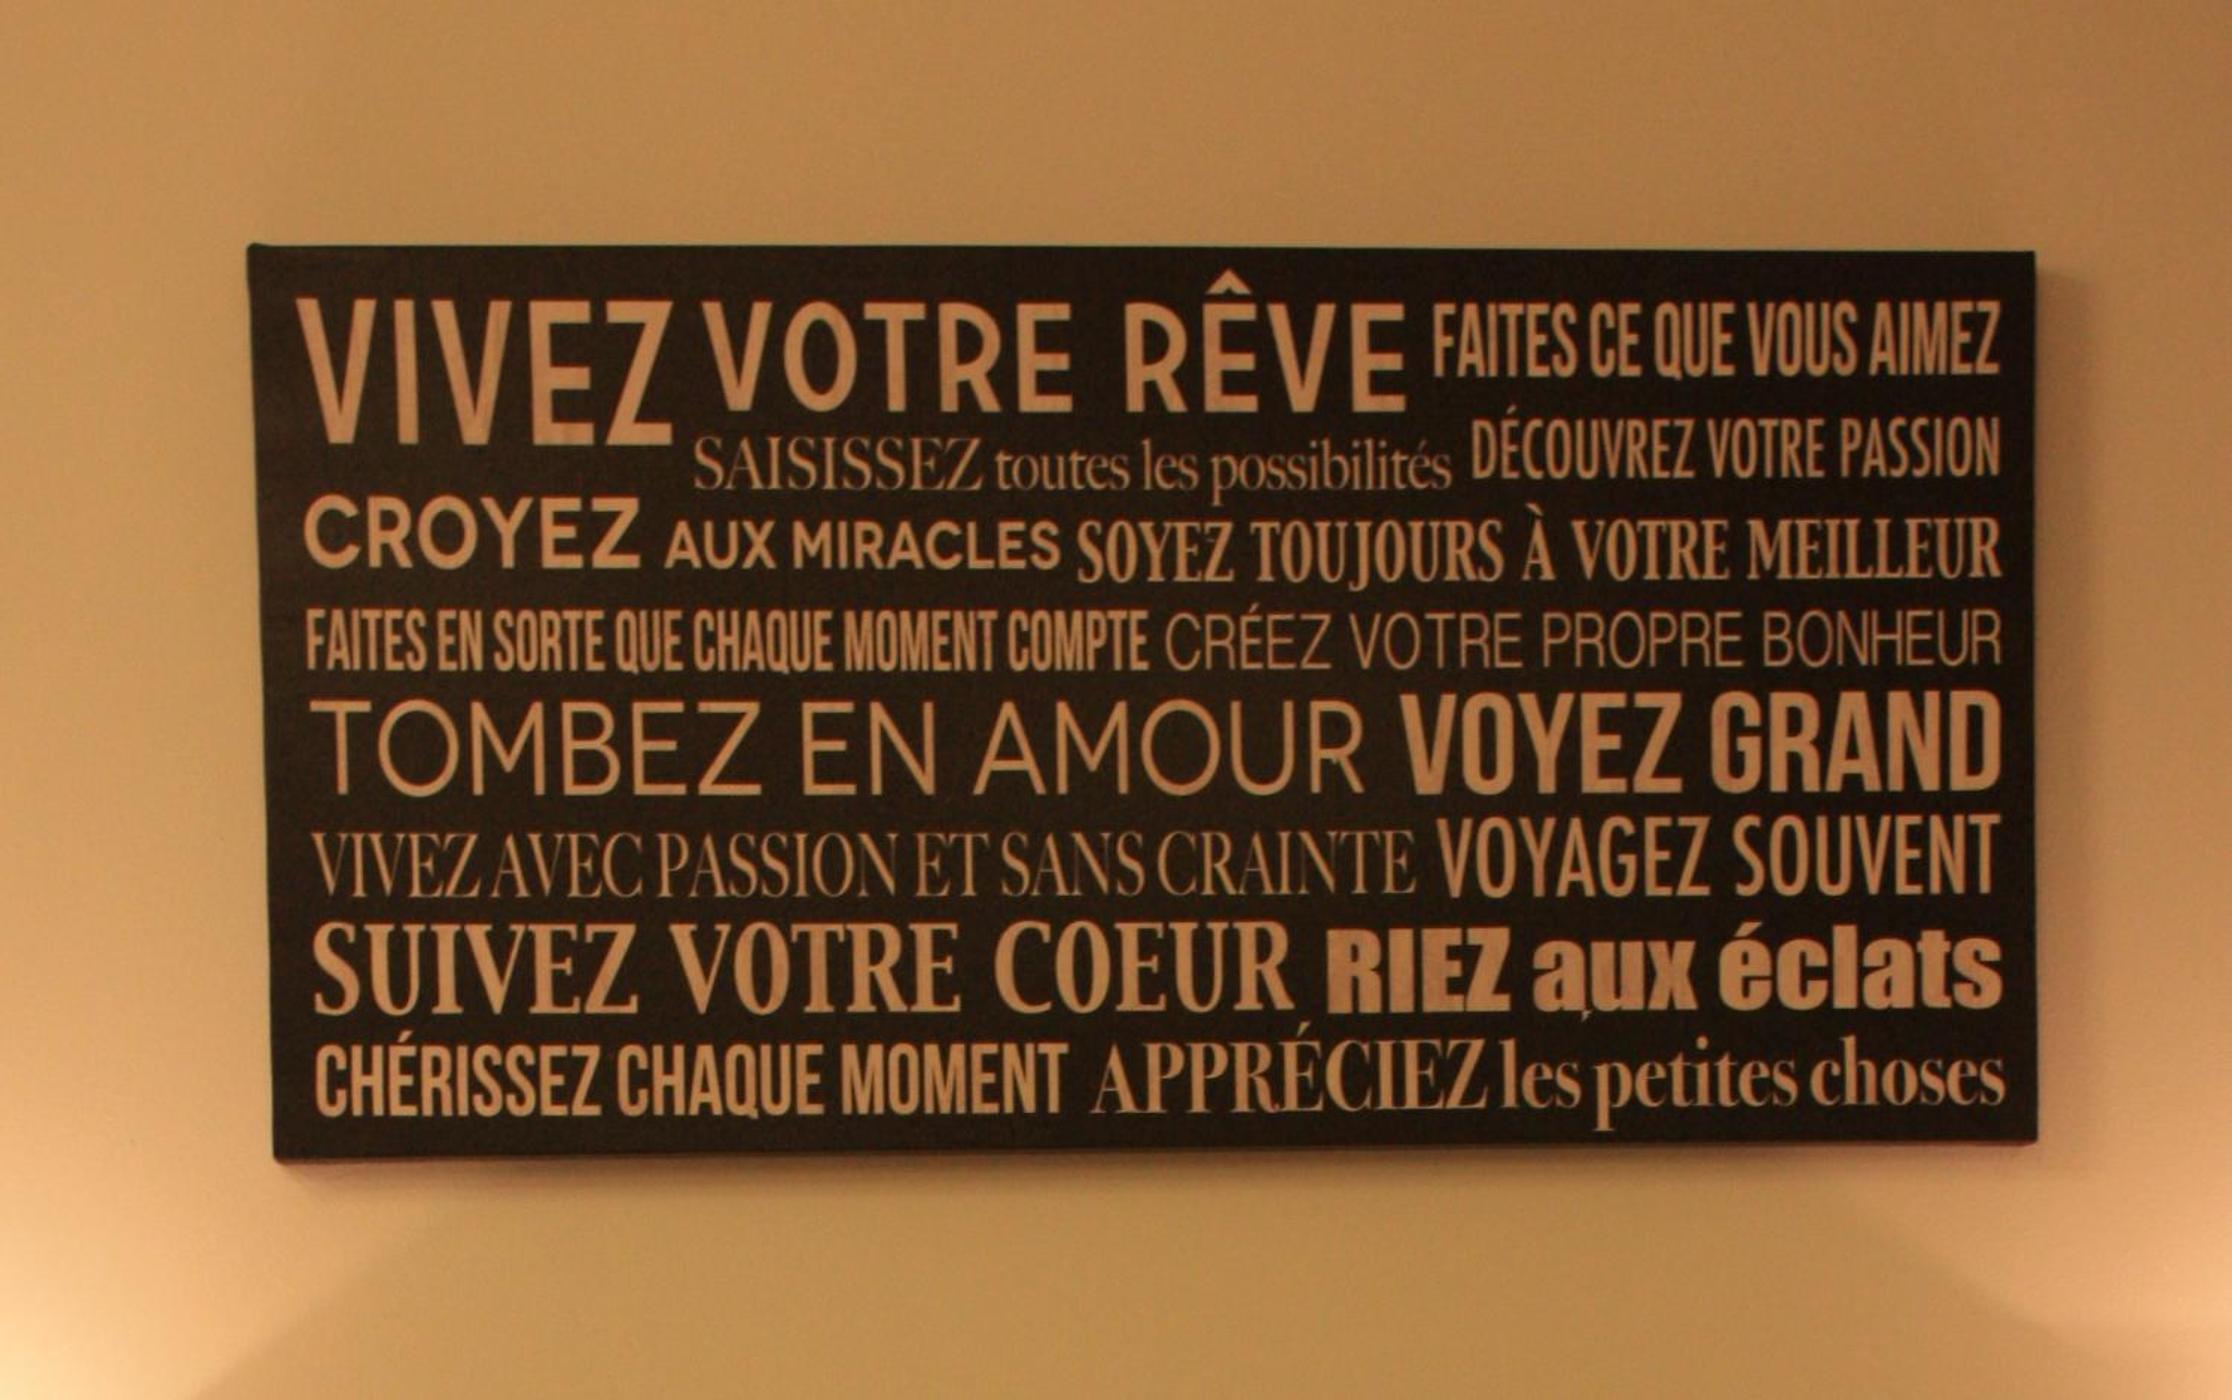 VIVEZ VOTRE RÊVE FAITES CE QUE VOUS AIMEZ
SAISISSEZ toutes les possibilités DÉCOUVREZ VOTRE PASSION
CROYEZ AUX MIRACLES SOYEZ TOUJOURS À VOTRE MEILLEUR
FAITES EN SORTE QUE CHAQUE MOMENT COMPTE CRÉEZ VOTRE PROPRE BONHEUR
TOMBEZ EN AMOUR VOYEZ GRAND
VIVEZ AVEC PASSION ET SANS CRAINTE VOYAGEZ SOUVENT
SUIVEZ VOTRE COEUR RIEZ aux éclats
CHÉRISSEZ CHAQUE MOMENT APPRÉCIEZ les petites choses